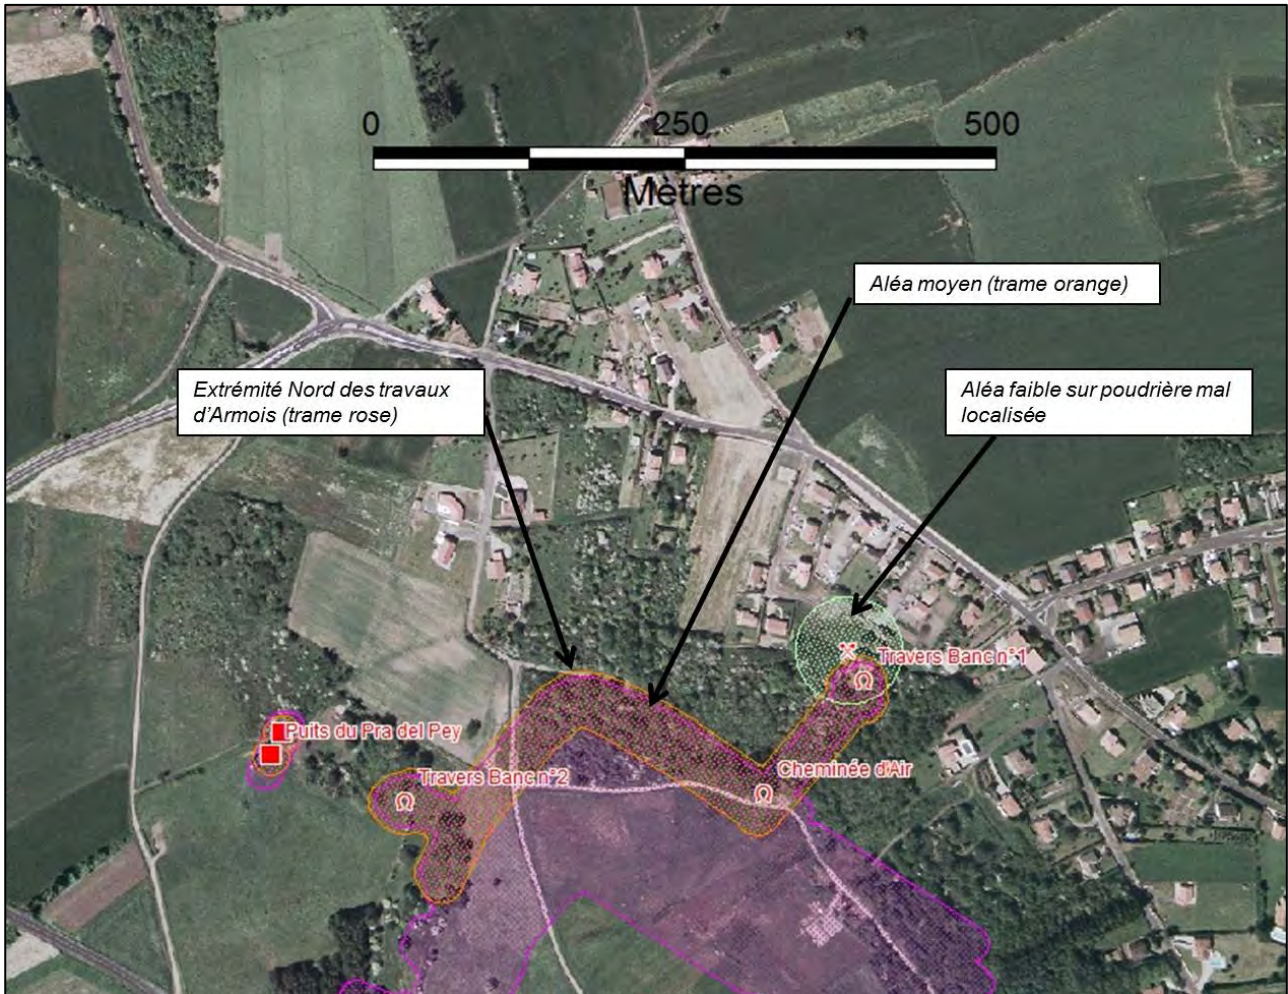 0 250 500
Mètres
Aléa moyen (trame orange)
Extrémité Nord des travaux
d'Armois (trame rose)
Aléa faible sur poudrière mal
localisée
Travers Banc n°1
Puits du Pra del Pey
Travers Banc n°2
Cheminée d'Air